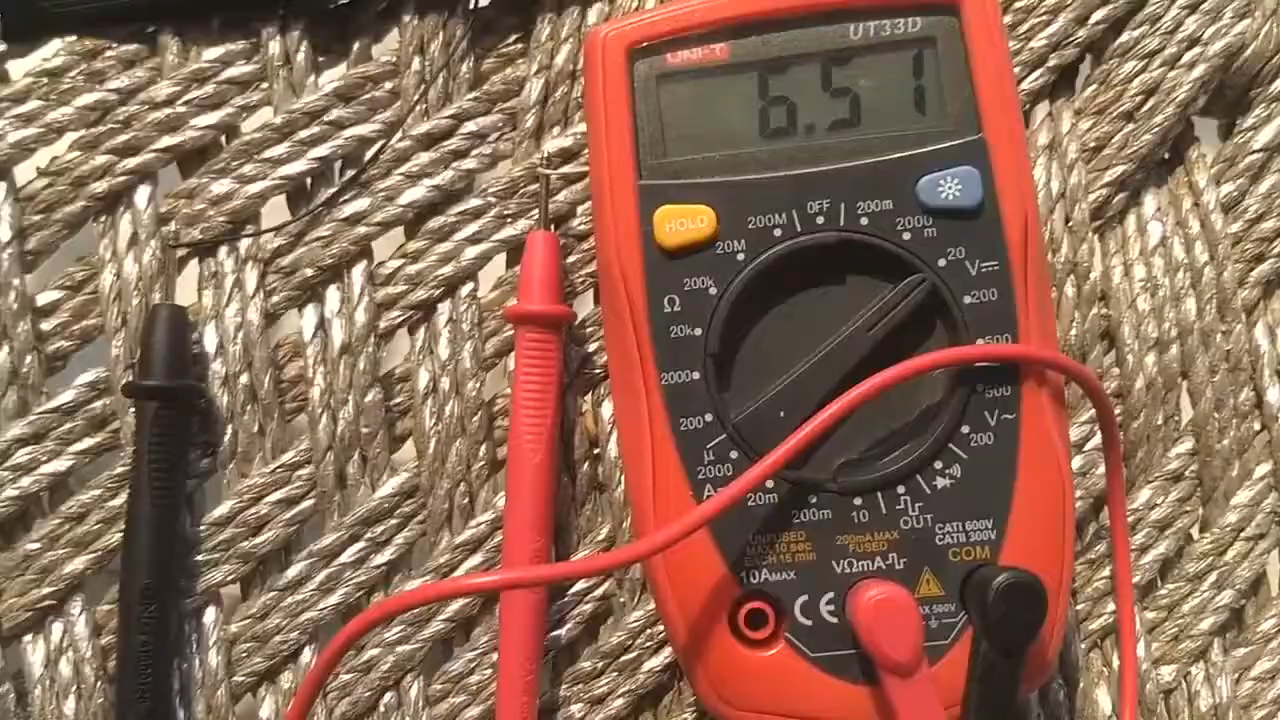 UNI-T
UT33D
6.51
HOLD
200M
OFF
200m
2000
m
20M
20
V
200k
Ω
200
20k
500
2000
500
V~
200
200
μ
2000
A
20m
200m
10
OUT
CATI 600V
CATII 300V
UNFUSED
MAX 10 sec
EACH 15 min
200mA MAX
FUSED
COM
10AMAX
VΩmA
CE
MAX 500V